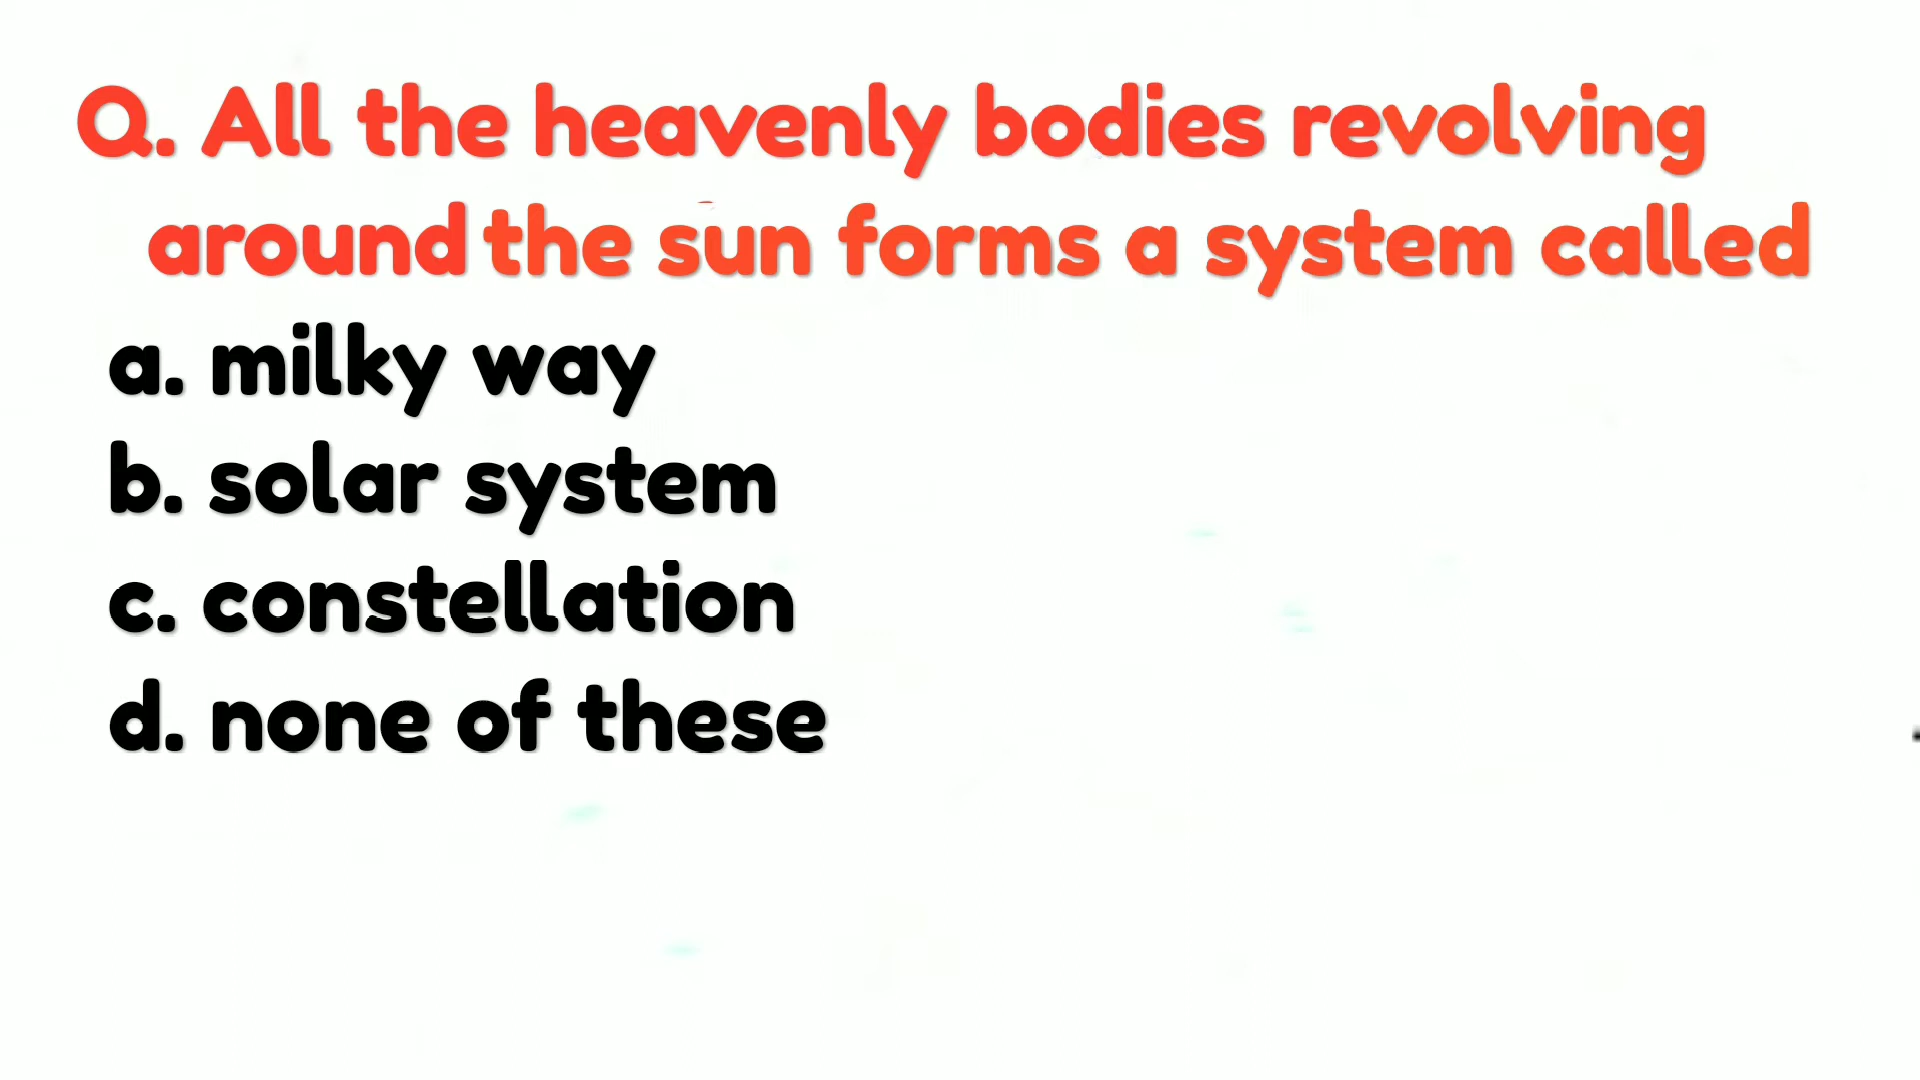 Q. All the heavenly bodies revolving
around the sun forms a system called
a. milky way
b. solar system
c. constellation
d. none of these